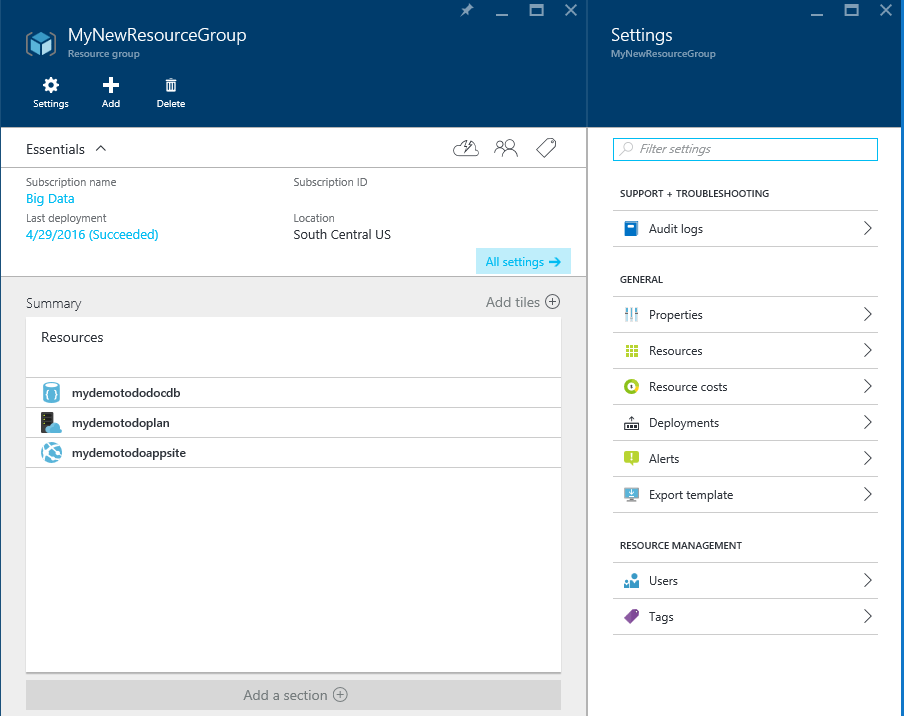 MyNewResourceGroup
Resource group
Settings
Add
Delete
Essentials
Subscription name
Subscription ID
Big Data
Last deployment
Location
4/29/2016 (Succeeded)
South Central US
All settings
Summary
Add tiles
Resources
mydemotododocdb
mydemotodoplan
mydemotodoappsite
Add a section
Settings
MyNewResourceGroup
Filter settings
SUPPORT + TROUBLESHOOTING
Audit logs
GENERAL
Properties
Resources
Resource costs
Deployments
Alerts
Export template
RESOURCE MANAGEMENT
Users
Tags